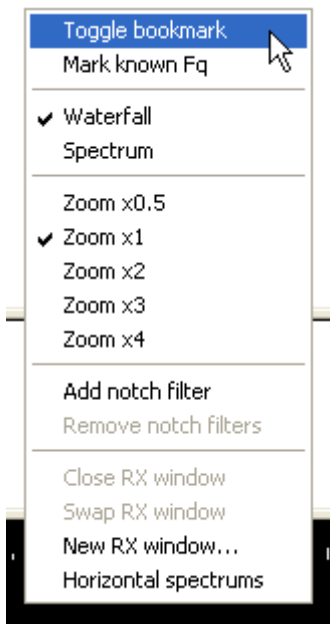 Toggle bookmark
Mark known Fq
Waterfall
Spectrum
Zoom x0.5
Zoom x1
Zoom x2
Zoom x3
Zoom x4
Add notch filter
Remove notch filters
Close RX window
Swap RX window
New RX window...
Horizontal spectrums